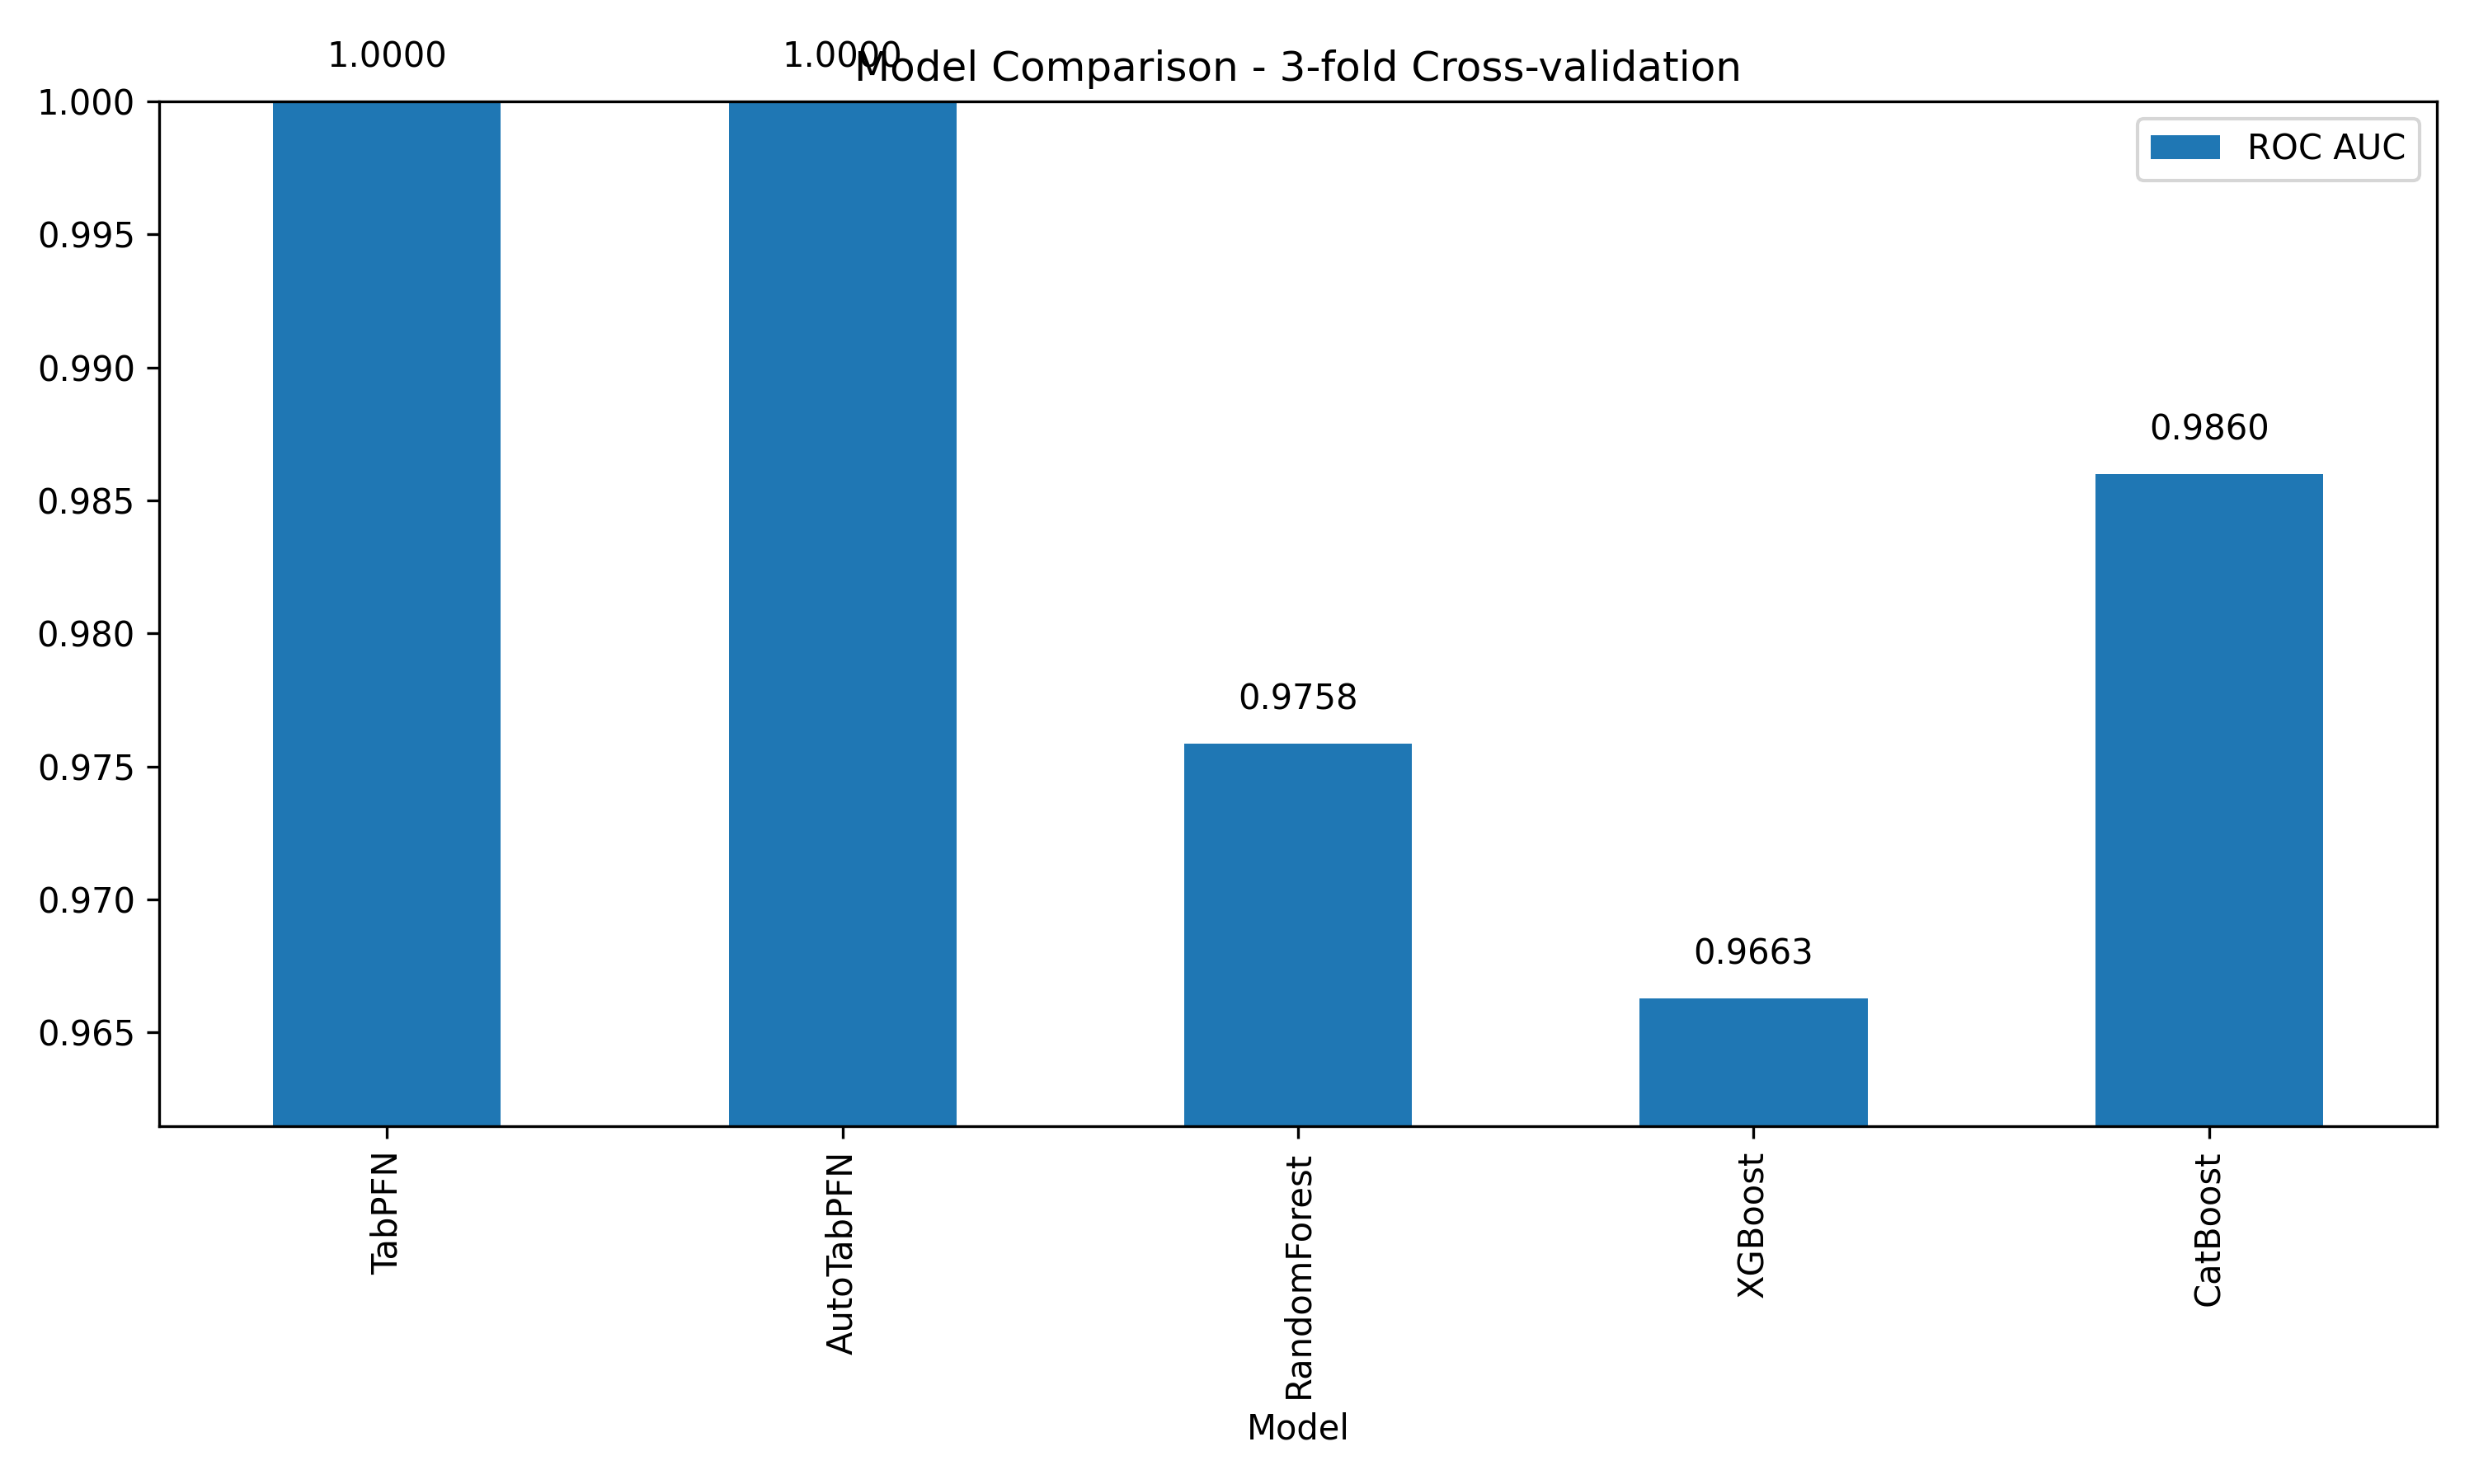 1.0000
1.0000
Model Comparison - 3-fold Cross-validation
1.000
0.995
0.990
0.985
0.980
0.975
0.970
0.965
ROC AUC
0.9758
0.9663
0.9860
TabPFN
AutoTabPFN
RandomForest
XGBoost
CatBoost
Model